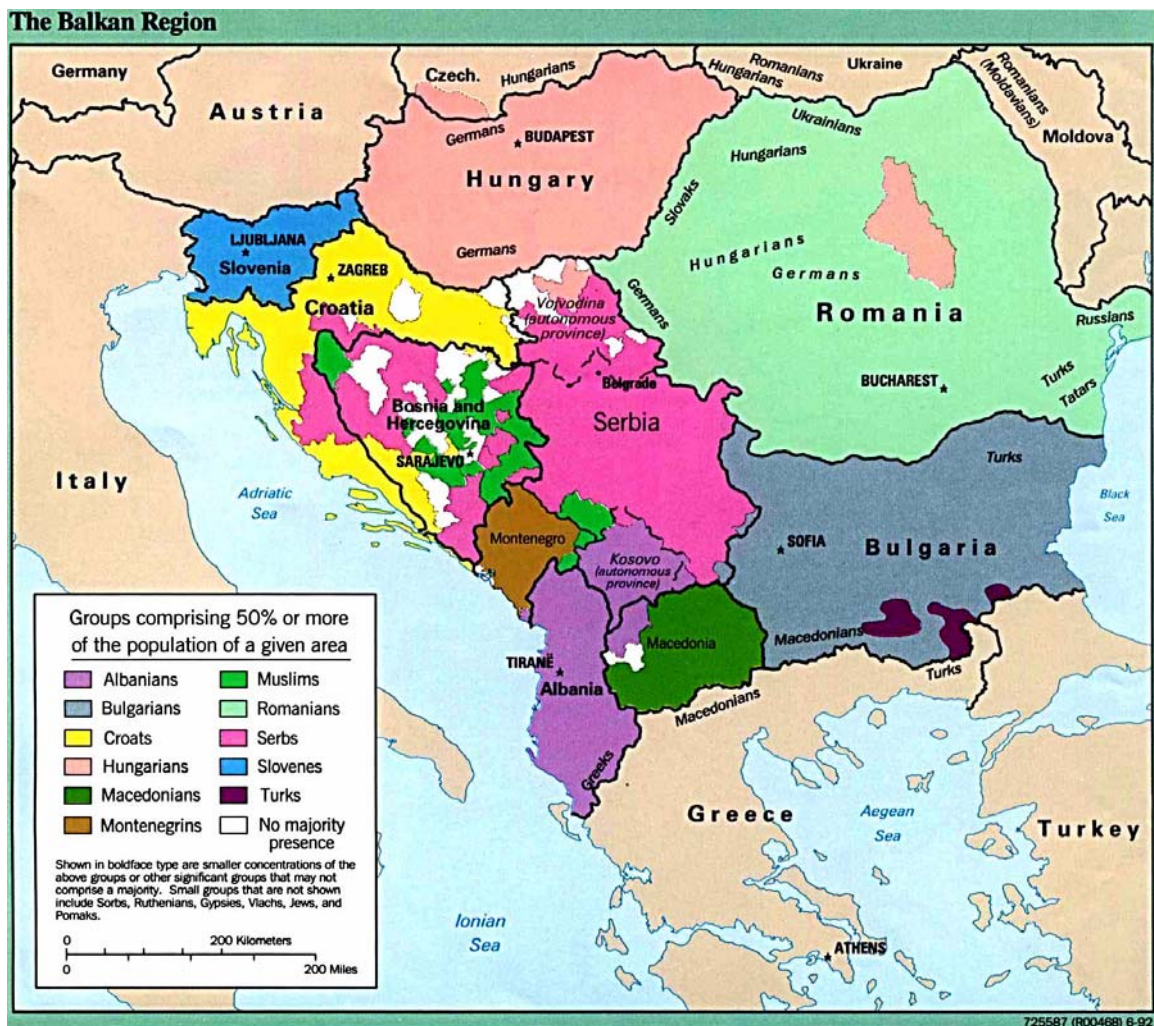 The Balkan Region
Germany
Czech.
Hungarians
Romanians
Hungarians
Ukraine
Romanians
(Moldavians)
Moldova
Austria
Germans
BUDAPEST
Hungary
Ukrainians
Hungarians
Slovaks
Germans
LJUBLJANA
Slovenia
ZAGREB
Croatia
Hungarians
Germans
Romania
Vojvodina
(autonomous
province)
Germans
Russians
Belgrade
BUCHAREST
Turks
Tatars
Bosnia and
Hercegovina
SARAJEVO
Serbia
Italy
Adriatic
Sea
Turks
Black
Sea
Montenegro
Kosovo
(autonomous
province)
SOFIA
Bulgaria
Macedonia
Macedonians
Turks
TIRANË
Albania
Macedonians
Greeks
Greece
Aegean
Sea
Turkey
Ionian
Sea
ATHENS
Groups comprising 50% or more
of the population of a given area
Albanians
Bulgarians
Croats
Hungarians
Macedonians
Montenegrins
Muslims
Romanians
Serbs
Slovenes
Turks
No majority
presence
Shown in boldface type are smaller concentrations of the
above groups or other significant groups that may not
comprise a majority. Small groups that are not shown
include Sorbs, Ruthenians, Gypsies, Vlachs, Jews, and
Pomaks.
0 200 Kilometers
0 200 Miles
725587 (R00468) 6-92